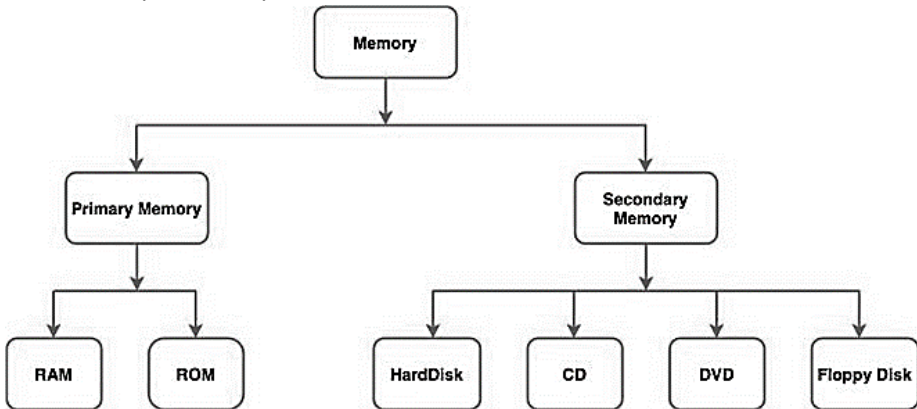 Memory
Primary Memory
Secondary
Memory
RAM
ROM
HardDisk
CD
DVD
Floppy Disk